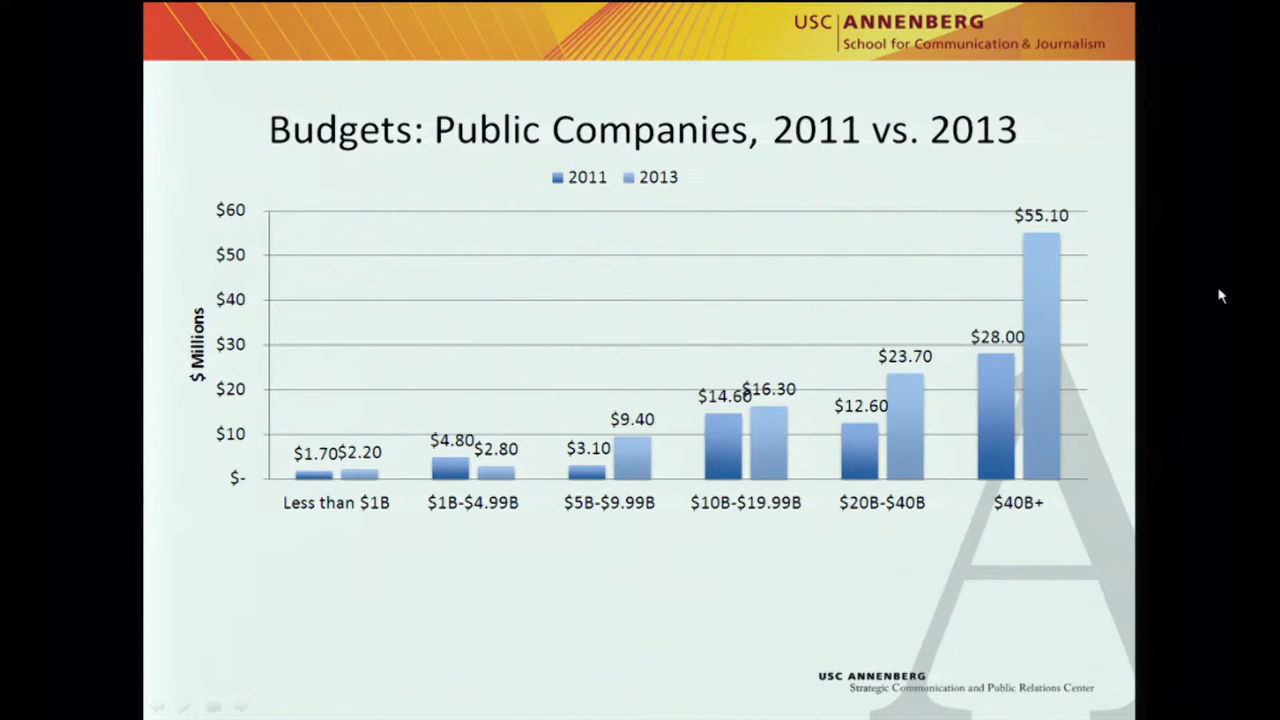 USC ANNENBERG
School for Communication & Journalism
Budgets: Public Companies, 2011 vs. 2013
2011 2013
$ Millions
$60
$50
$40
$30
$20
$10
$-
$1.70 $2.20
$4.80 $2.80
$3.10 $9.40
$14.60 $16.30
$12.60 $23.70
$28.00 $55.10
Less than $1B $1B-$4.99B $5B-$9.99B $10B-$19.99B $20B-$40B $40B+
USC ANNENBERG
Strategic Communication and Public Relations Center